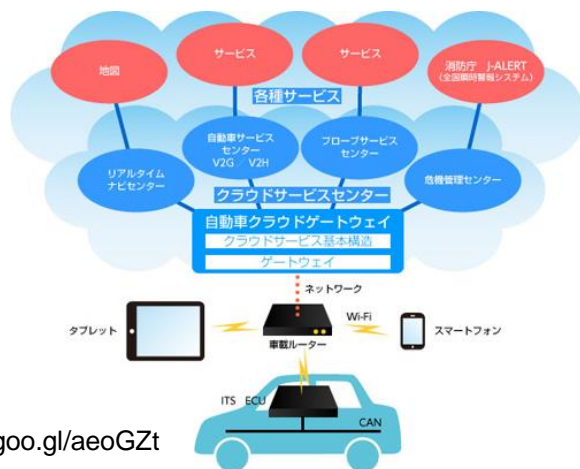 地図
サービス
サービス
消防庁 J-ALERT
(全国瞬時警報システム)
各種サービス
リアルタイム
ナビセンター
自動車サービス
センター
V2G／V2H
プローブサービス
センター
危機管理センター
クラウドサービスセンター
自動車クラウドゲートウェイ
クラウドサービス基本構造
ゲートウェイ
ネットワーク
タブレット
Wi-Fi
スマートフォン
車載ルーター
ITS ECU
CAN
goo.gl/aeoGZt